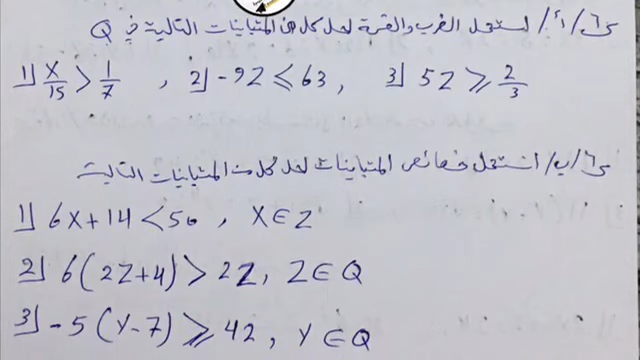 س٦/أ/ استعمل الضرب والقسمة لحل كل من المتباينات التالية في Q
1) X/15 > 1/7 , 2) -9Z ≤ 63 , 3) 5Z ≥ 2/3
س٦/ب/ استعمل خصائص المتباينات لحل كل من المتباينات التالية
1) 6X+14 < 50 , X ∈ Z
2) 6(2Z+4) > 2Z , Z ∈ Q
3) -5(Y-7) ≥ 42 , Y ∈ Q